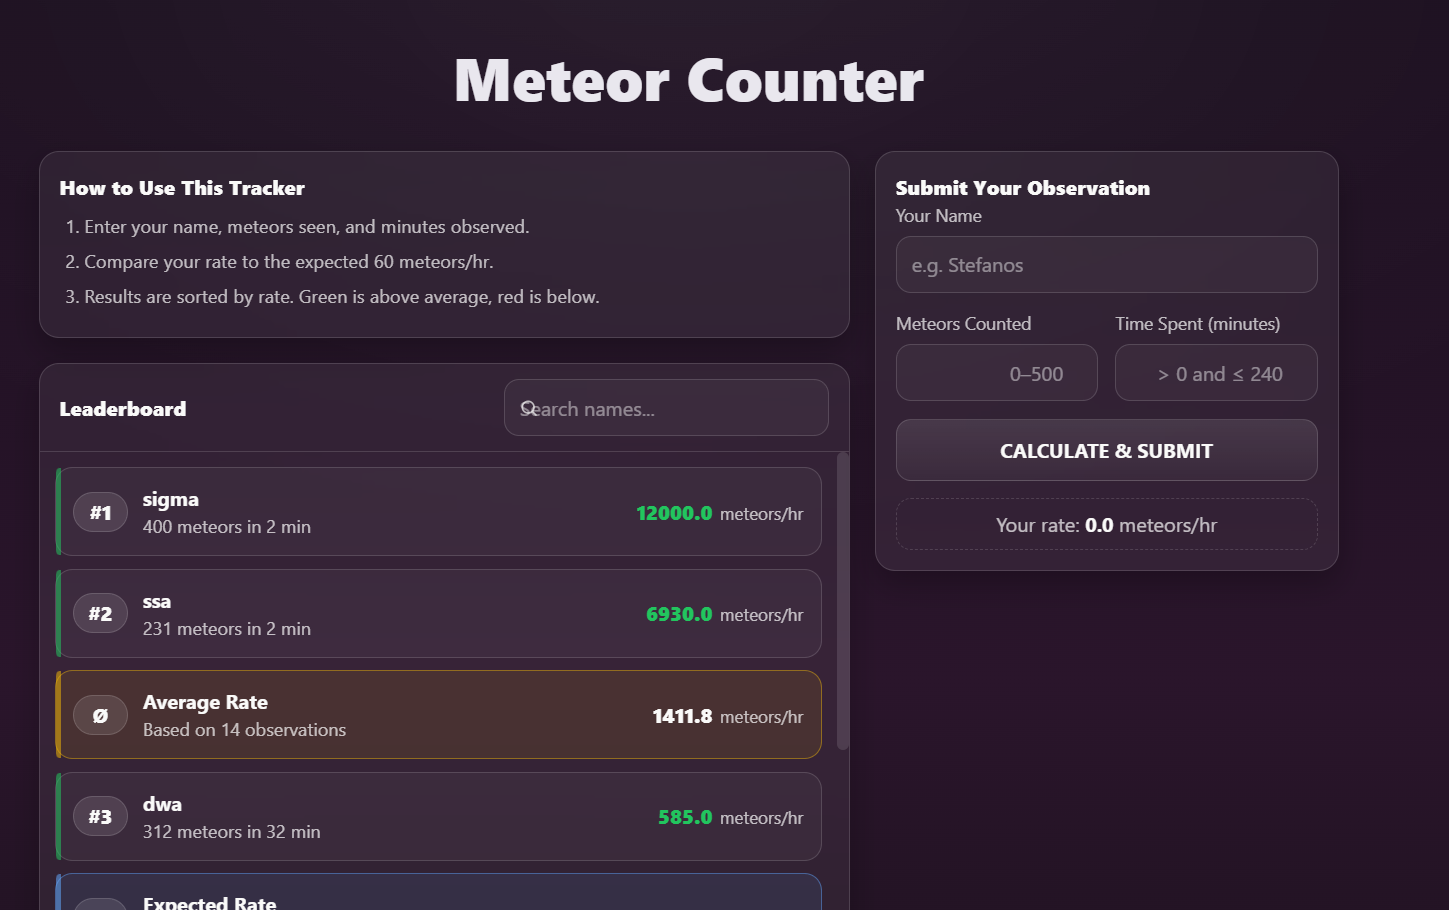 Meteor Counter
How to Use This Tracker
1. Enter your name, meteors seen, and minutes observed.
2. Compare your rate to the expected 60 meteors/hr.
3. Results are sorted by rate. Green is above average, red is below.
Leaderboard
Search names...
#1
sigma
400 meteors in 2 min
12000.0 meteors/hr
#2
ssa
231 meteors in 2 min
6930.0 meteors/hr
Ø
Average Rate
Based on 14 observations
1411.8 meteors/hr
#3
dwa
312 meteors in 32 min
585.0 meteors/hr
Expected Rate
Submit Your Observation
Your Name
e.g. Stefanos
Meteors Counted
0–500
Time Spent (minutes)
> 0 and ≤ 240
CALCULATE & SUBMIT
Your rate: 0.0 meteors/hr